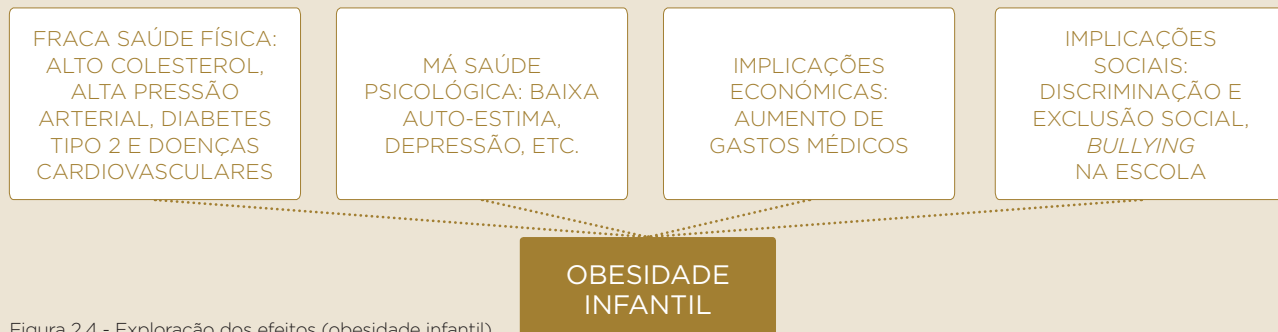 FRACA SAÚDE FÍSICA:
ALTO COLESTEROL,
ALTA PRESSÃO
ARTERIAL, DIABETES
TIPO 2 E DOENÇAS
CARDIOVASCULARES
MÁ SAÚDE
PSICOLÓGICA: BAIXA
AUTO-ESTIMA,
DEPRESSÃO, ETC.
IMPLICAÇÕES
ECONÓMICAS:
AUMENTO DE
GASTOS MÉDICOS
IMPLICAÇÕES
SOCIAIS:
DISCRIMINAÇÃO E
EXCLUSÃO SOCIAL,
BULLYING
NA ESCOLA
OBESIDADE
INFANTIL
Figura 2.4 - Exploração dos efeitos (obesidade infantil)